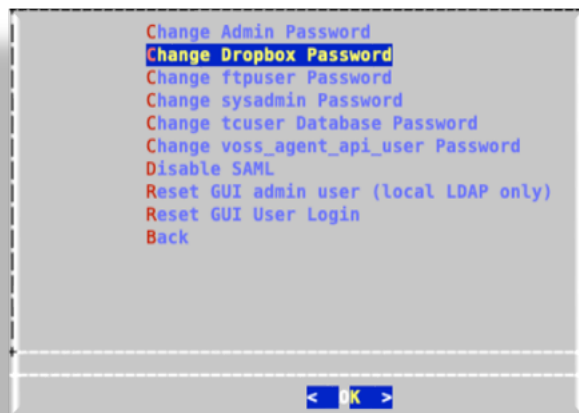 Change Admin Password
Change Dropbox Password
Change ftpuser Password
Change sysadmin Password
Change tcuser Database Password
Change voss_agent_api_user Password
Disable SAML
Reset GUI admin user (local LDAP only)
Reset GUI User Login
Back
< OK >